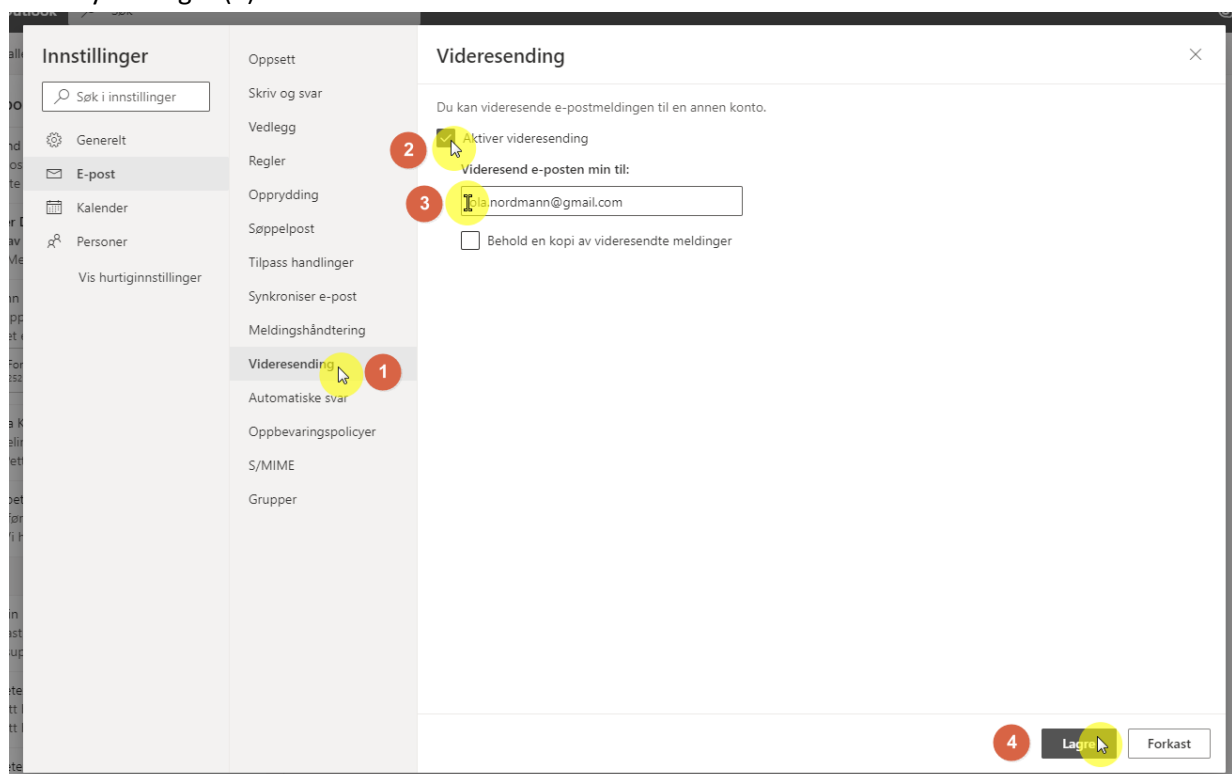 Innstillinger
Søk i innstillinger
Generelt
E-post
Kalender
Personer
Vis hurtiginnstillinger
Oppsett
Skriv og svar
Vedlegg
Regler
Opprydding
Søppelpost
Tilpass handlinger
Synkroniser e-post
Meldingshåndtering
Videresending
1
Automatiske svar
Oppbevaringspolicyer
S/MIME
Grupper
Videresending
Du kan videresende e-postmeldingen til en annen konto.
2
Aktiver videresending
Videresend e-posten min til:
3
ola.nordmann@gmail.com
Behold en kopi av videresendte meldinger
4
Lagre
Forkast